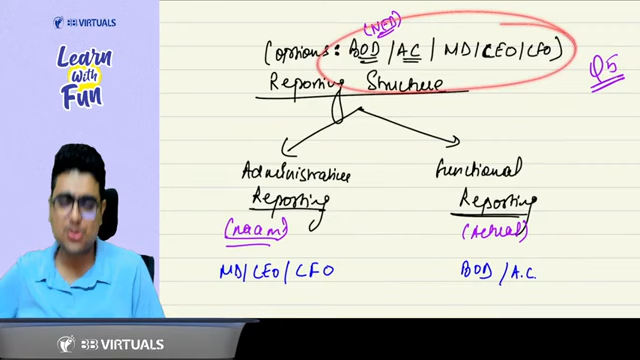 BB VIRTUALS
Learn
With
Fun
(NED)
(options: BOD / AC / MD / CEO / CFO)
Q5
Reporting Structure
Administrative Functional
Reporting Reporting
(naam) (Actual)
MD / CEO / CFO BOD / A.C.
BB VIRTUALS